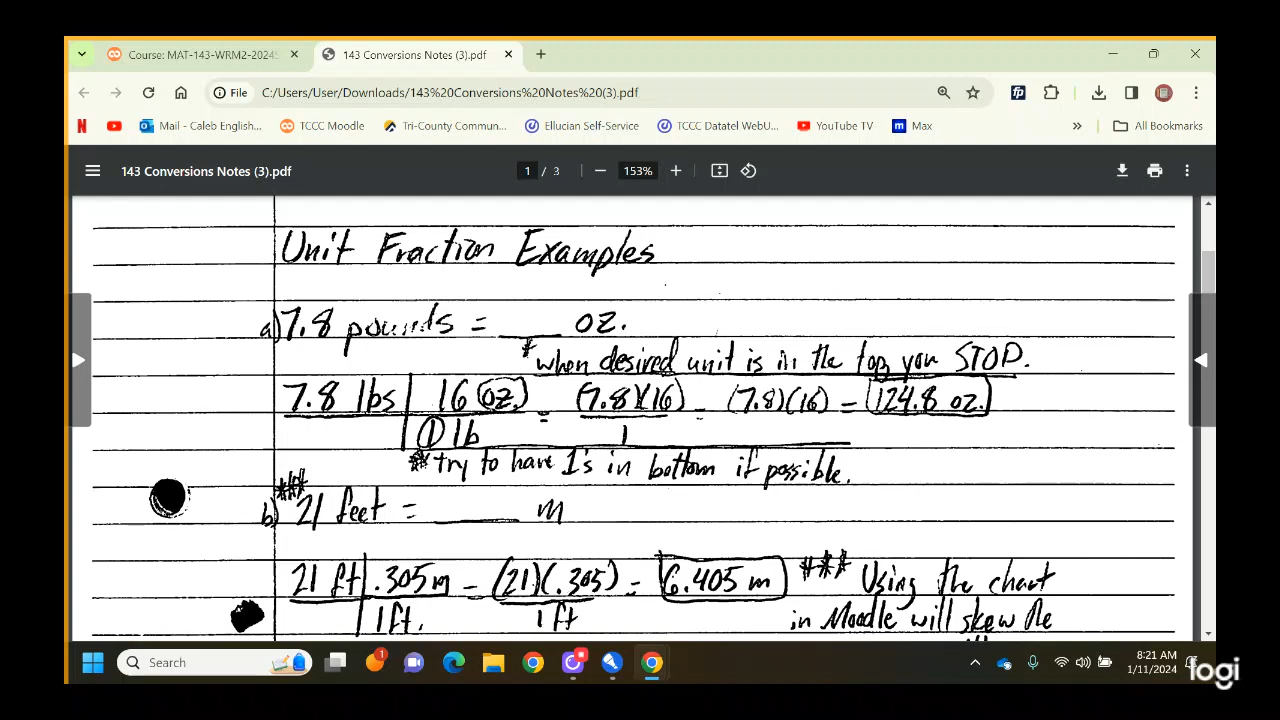 Course: MAT-143-WRM2-2024S
143 Conversions Notes (3).pdf
File
C:/Users/User/Downloads/143%20Conversions%20Notes%20(3).pdf
Mail - Caleb English...
TCCC Moodle
Tri-County Commun...
Ellucian Self-Service
TCCC Datatel WebU...
YouTube TV
Max
All Bookmarks
143 Conversions Notes (3).pdf
1 / 3
153%
Unit Fraction Examples
a) 7.8 pounds = ___ oz.
* when desired unit is in the top, you STOP.
7.8 lbs | 16 oz. = (7.8)(16) = (7.8)(16) = 124.8 oz.
1 lb 1
** try to have 1's in bottom if possible.
***
b) 21 feet = ___ m
21 ft | .305 m = (21)(.305) = 6.405 m *** Using the chart
1 ft. 1 ft in Moodle will skew the
Search
1
8:21 AM
1/11/2024
logi